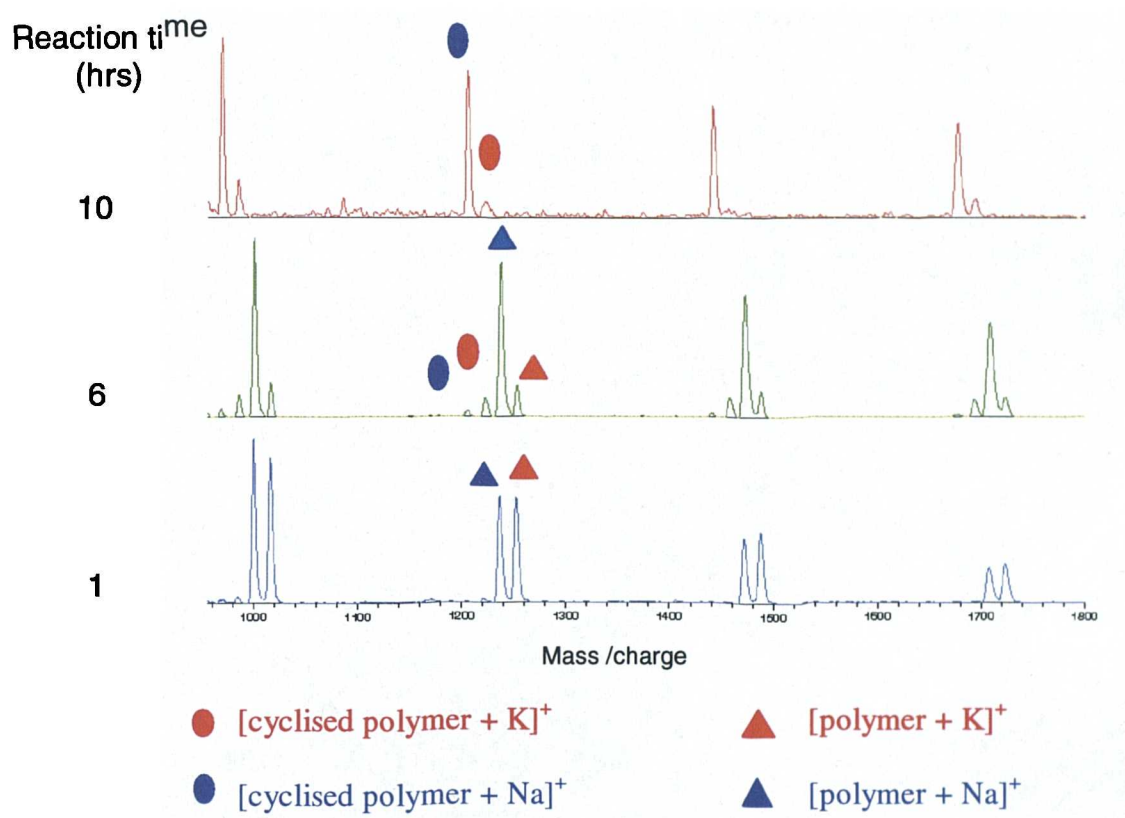 Reaction time
(hrs)
10
6
1
1000 1100 1200 1300 1400 1500 1600 1700 1800
Mass /charge
[cyclised polymer + K]⁺ [polymer + K]⁺
[cyclised polymer + Na]⁺ [polymer + Na]⁺